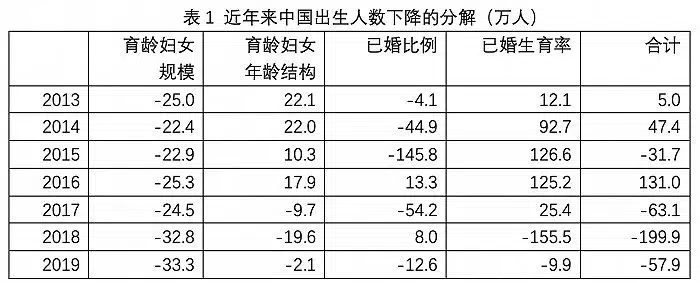 表 1 近年来中国出生人数下降的分解（万人）
育龄妇女规模 育龄妇女年龄结构 已婚比例 已婚生育率 合计
2013 -25.0 22.1 -4.1 12.1 5.0
2014 -22.4 22.0 -44.9 92.7 47.4
2015 -22.9 10.3 -145.8 126.6 -31.7
2016 -25.3 17.9 13.3 125.2 131.0
2017 -24.5 -9.7 -54.2 25.4 -63.1
2018 -32.8 -19.6 8.0 -155.5 -199.9
2019 -33.3 -2.1 -12.6 -9.9 -57.9